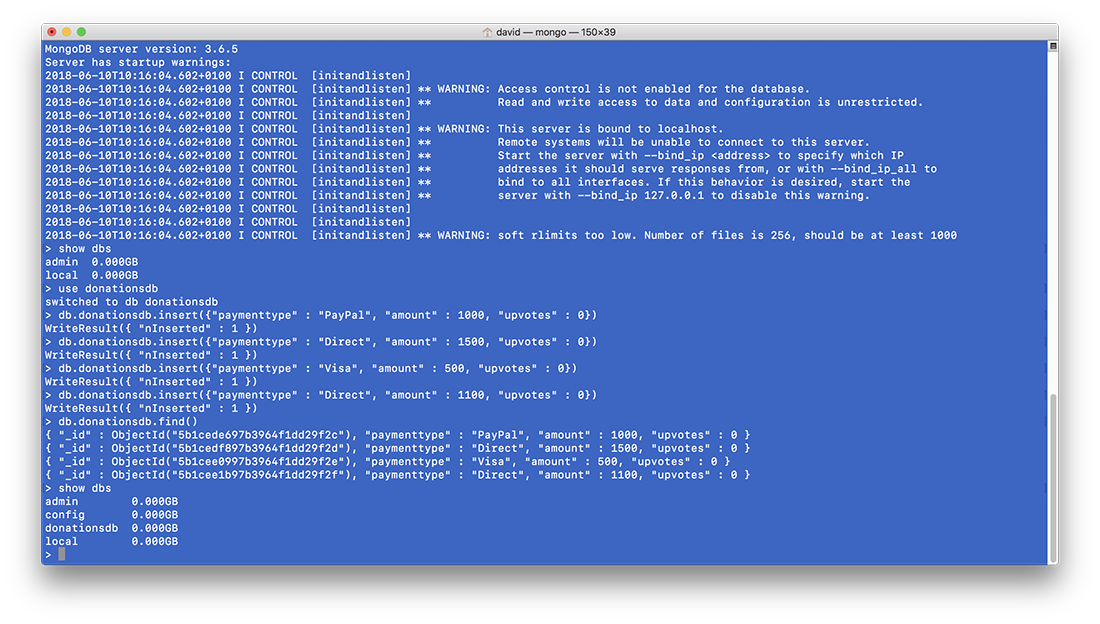 david — mongo — 150×39
MongoDB server version: 3.6.5
Server has startup warnings:
2018-06-10T10:16:04.602+0100 I CONTROL  [initandlisten]
2018-06-10T10:16:04.602+0100 I CONTROL  [initandlisten] ** WARNING: Access control is not enabled for the database.
2018-06-10T10:16:04.602+0100 I CONTROL  [initandlisten] **          Read and write access to data and configuration is unrestricted.
2018-06-10T10:16:04.602+0100 I CONTROL  [initandlisten]
2018-06-10T10:16:04.602+0100 I CONTROL  [initandlisten] ** WARNING: This server is bound to localhost.
2018-06-10T10:16:04.602+0100 I CONTROL  [initandlisten] **          Remote systems will be unable to connect to this server.
2018-06-10T10:16:04.602+0100 I CONTROL  [initandlisten] **          Start the server with --bind_ip <address> to specify which IP
2018-06-10T10:16:04.602+0100 I CONTROL  [initandlisten] **          addresses it should serve responses from, or with --bind_ip_all to
2018-06-10T10:16:04.602+0100 I CONTROL  [initandlisten] **          bind to all interfaces. If this behavior is desired, start the
2018-06-10T10:16:04.602+0100 I CONTROL  [initandlisten] **          server with --bind_ip 127.0.0.1 to disable this warning.
2018-06-10T10:16:04.602+0100 I CONTROL  [initandlisten]
2018-06-10T10:16:04.602+0100 I CONTROL  [initandlisten]
2018-06-10T10:16:04.602+0100 I CONTROL  [initandlisten] ** WARNING: soft rlimits too low. Number of files is 256, should be at least 1000
> show dbs
admin  0.000GB
local  0.000GB
> use donationsdb
switched to db donationsdb
> db.donationsdb.insert({"paymenttype" : "PayPal", "amount" : 1000, "upvotes" : 0})
WriteResult({ "nInserted" : 1 })
> db.donationsdb.insert({"paymenttype" : "Direct", "amount" : 1500, "upvotes" : 0})
WriteResult({ "nInserted" : 1 })
> db.donationsdb.insert({"paymenttype" : "Visa", "amount" : 500, "upvotes" : 0})
WriteResult({ "nInserted" : 1 })
> db.donationsdb.insert({"paymenttype" : "Direct", "amount" : 1100, "upvotes" : 0})
WriteResult({ "nInserted" : 1 })
> db.donationsdb.find()
{ "_id" : ObjectId("5b1cede697b3964f1dd29f2c"), "paymenttype" : "PayPal", "amount" : 1000, "upvotes" : 0 }
{ "_id" : ObjectId("5b1cedf897b3964f1dd29f2d"), "paymenttype" : "Direct", "amount" : 1500, "upvotes" : 0 }
{ "_id" : ObjectId("5b1cee0997b3964f1dd29f2e"), "paymenttype" : "Visa", "amount" : 500, "upvotes" : 0 }
{ "_id" : ObjectId("5b1cee1b97b3964f1dd29f2f"), "paymenttype" : "Direct", "amount" : 1100, "upvotes" : 0 }
> show dbs
admin        0.000GB
config       0.000GB
donationsdb  0.000GB
local        0.000GB
>